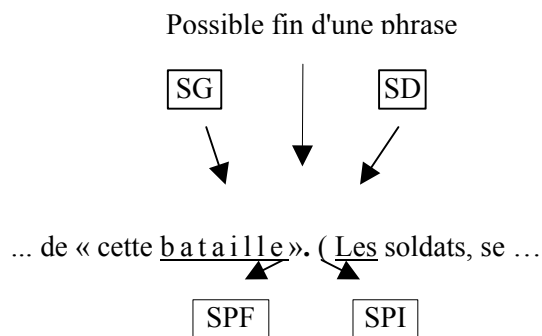 Possible fin d'une phrase
SG SD
... de « cette bataille ». ( Les soldats, se …
SPF SPI